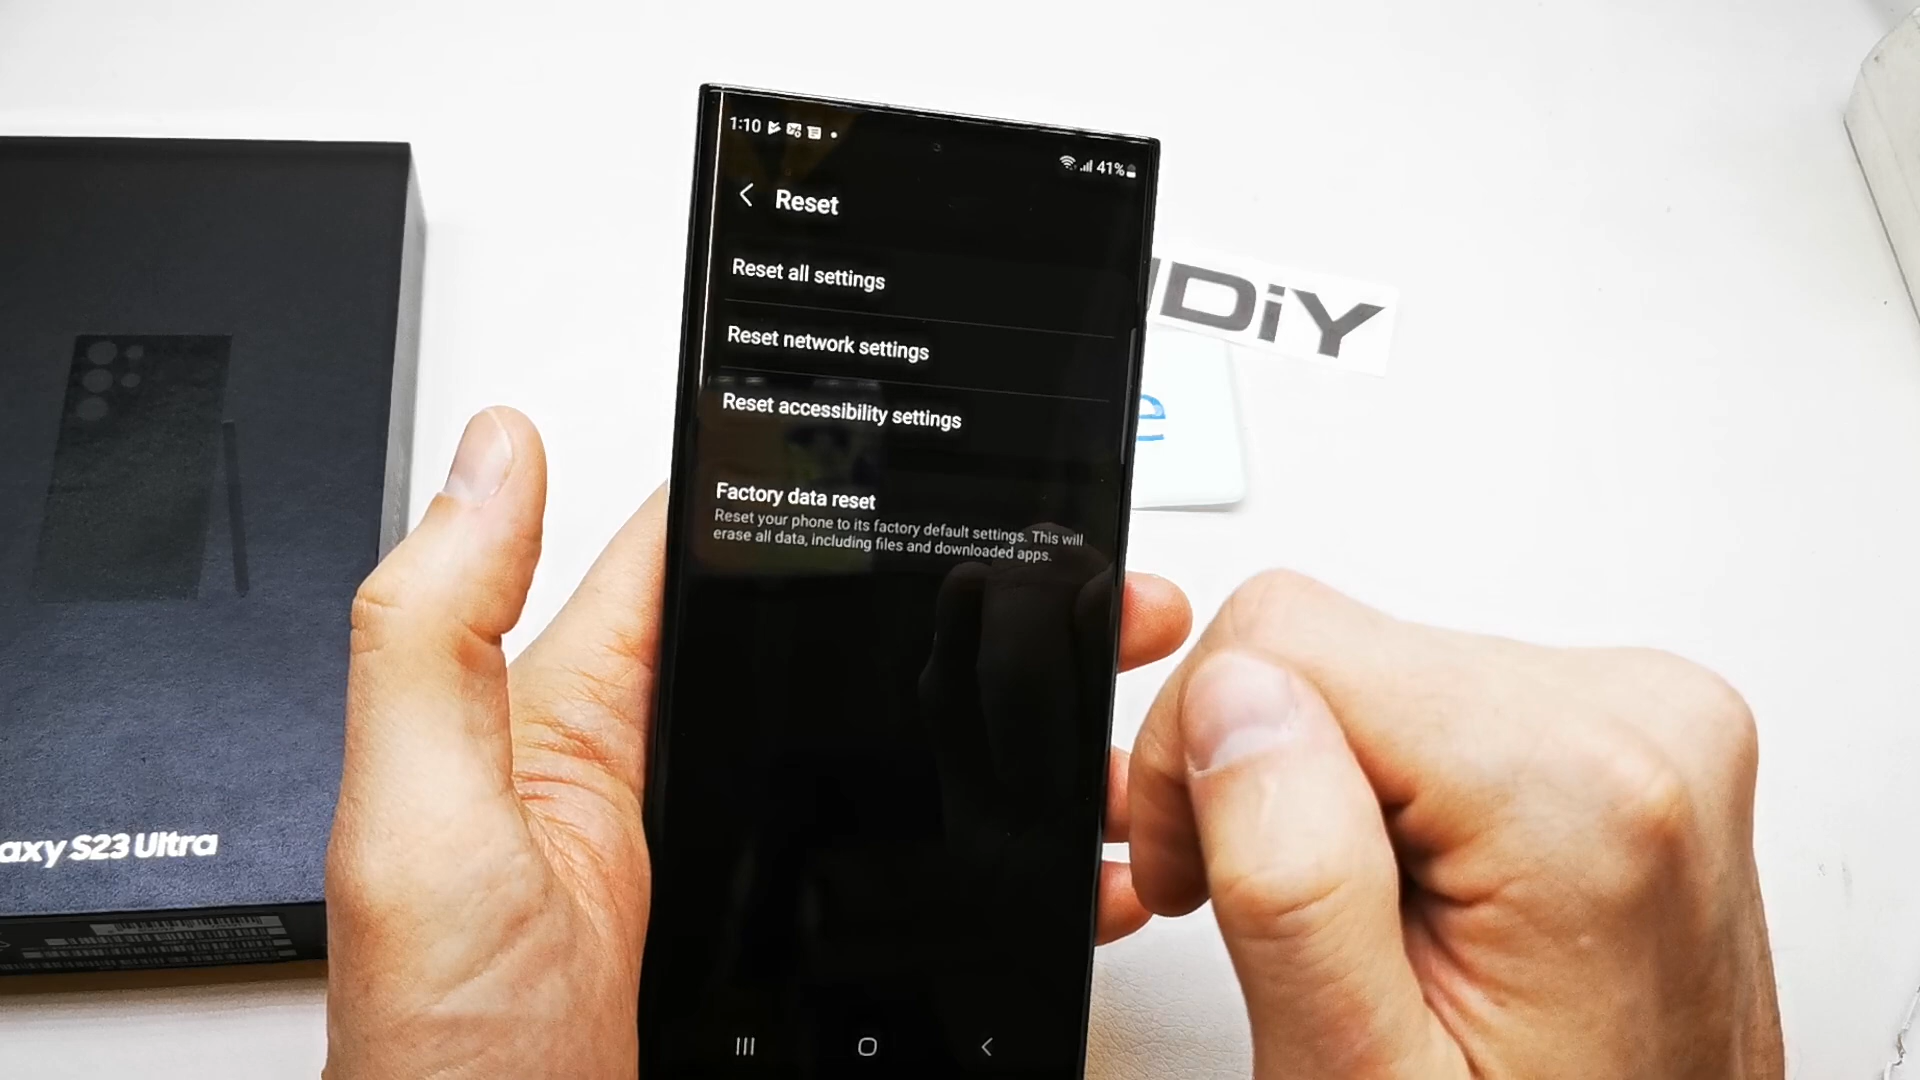 1:10
41%
Reset
Reset all settings
Reset network settings
Reset accessibility settings
Factory data reset
Reset your phone to its factory default settings. This will
erase all data, including files and downloaded apps.
DiY
e
axy S23 Ultra